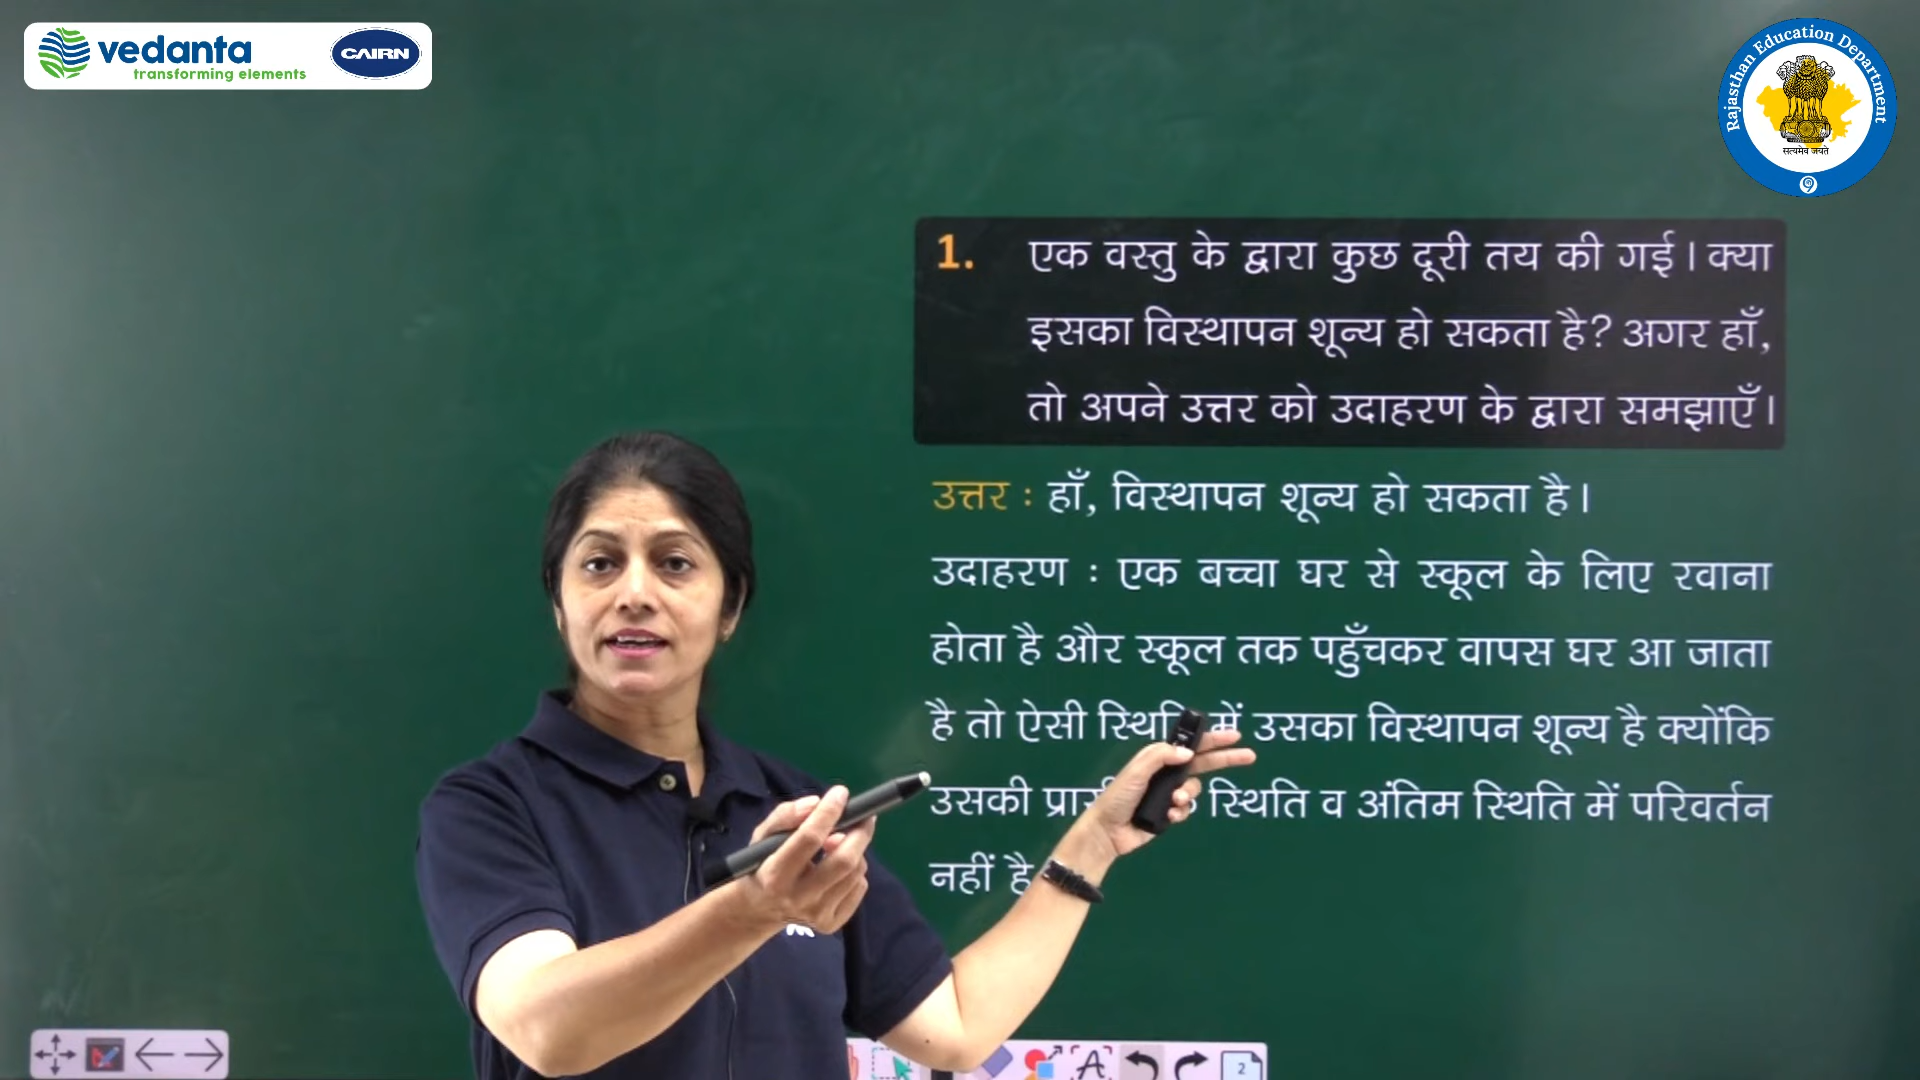 vedanta
transforming elements
CAIRN
Rajasthan Education Department
सत्यमेव जयते
1. एक वस्तु के द्वारा कुछ दूरी तय की गई। क्या
इसका विस्थापन शून्य हो सकता है? अगर हाँ,
तो अपने उत्तर को उदाहरण के द्वारा समझाएँ।
उत्तर : हाँ, विस्थापन शून्य हो सकता है।
उदाहरण : एक बच्चा घर से स्कूल के लिए रवाना
होता है और स्कूल तक पहुँचकर वापस घर आ जाता
है तो ऐसी में उसका विस्थापन शून्य है क्योंकि
उसकी स्थिति व अंतिम स्थिति में परिवर्तन
नहीं है
2